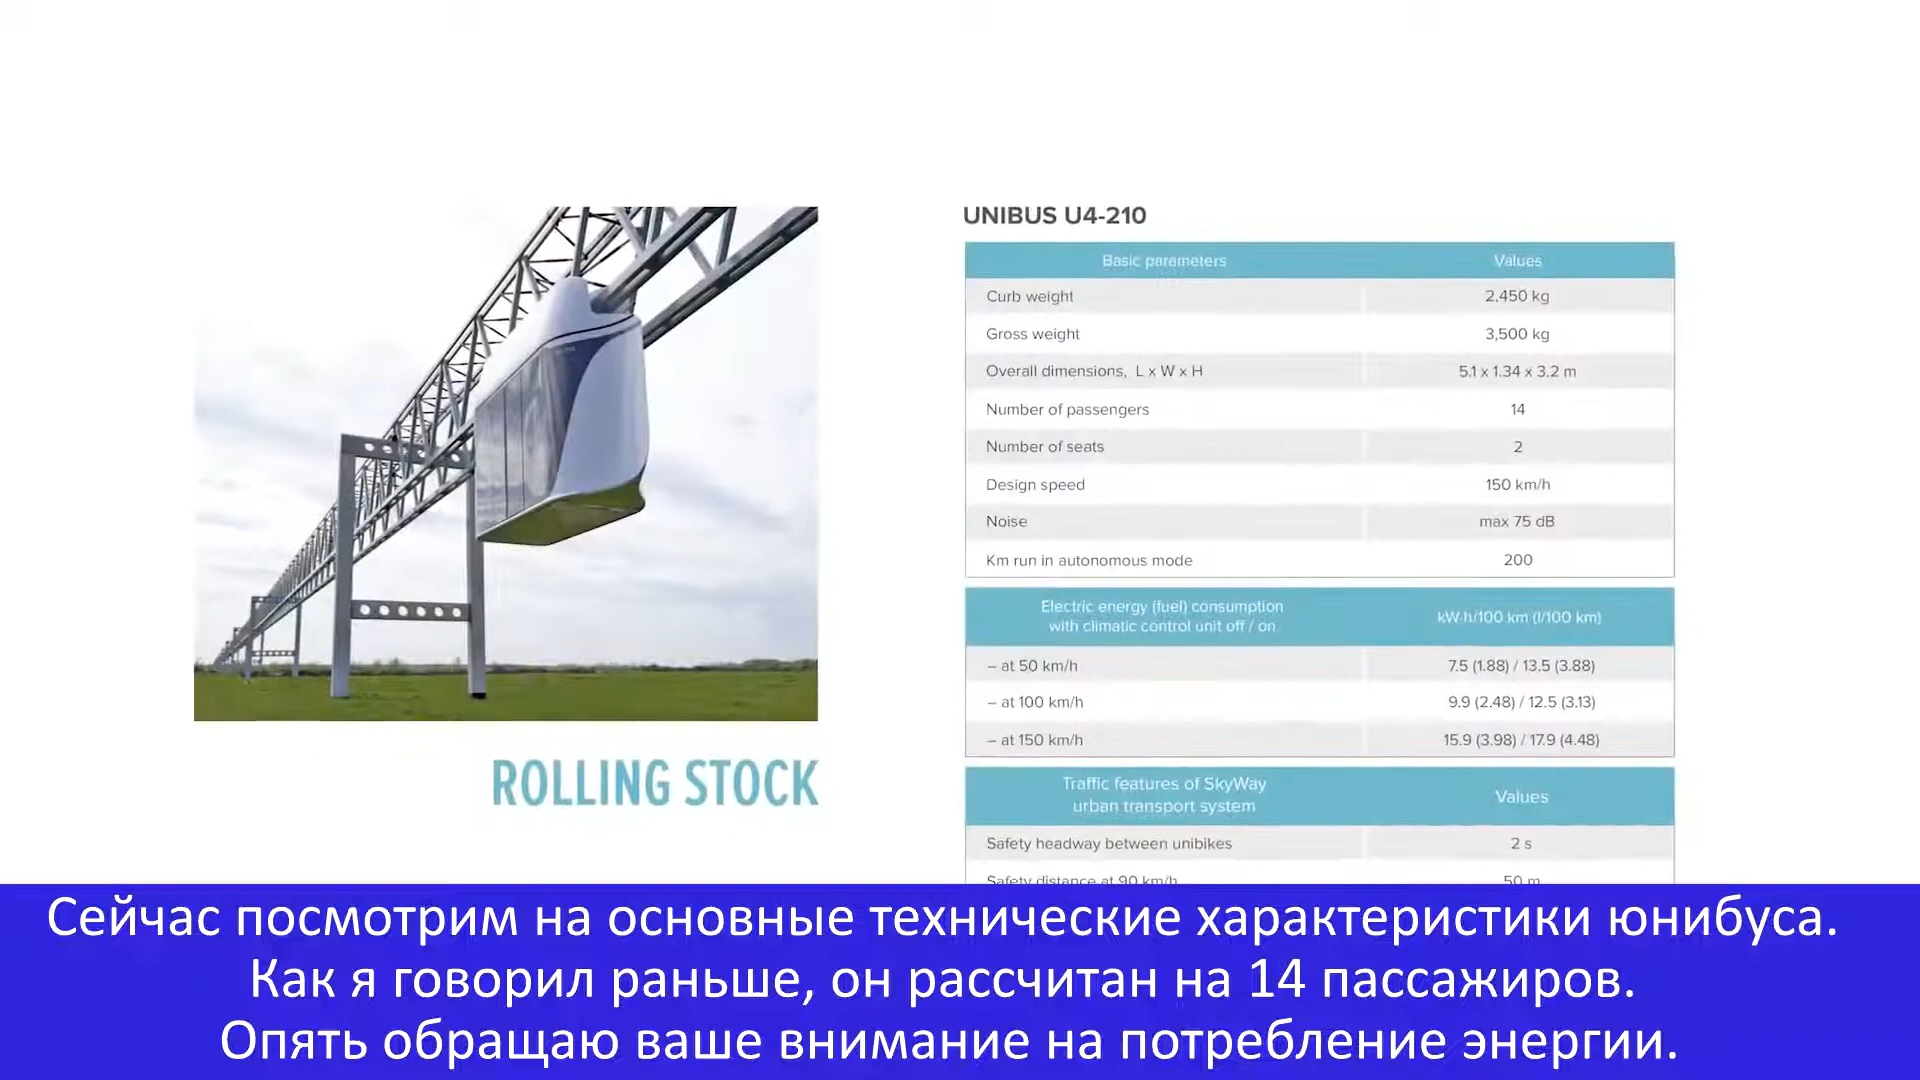 UNIBUS U4-210
Basic parameters Values
Curb weight 2,450 kg
Gross weight 3,500 kg
Overall dimensions, L x W x H 5.1 x 1.34 x 3.2 m
Number of passengers 14
Number of seats 2
Design speed 150 km/h
Noise max 75 dB
Km run in autonomous mode 200
Electric energy (fuel) consumption
with climatic control unit off / on
kW·h/100 km (l/100 km)
– at 50 km/h 7.5 (1.88) / 13.5 (3.88)
– at 100 km/h 9.9 (2.48) / 12.5 (3.13)
– at 150 km/h 15.9 (3.98) / 17.9 (4.48)
Traffic features of SkyWay
urban transport system
Values
Safety headway between unibikes 2 s
Safety distance at 90 km/h 50 m
ROLLING STOCK
Сейчас посмотрим на основные технические характеристики юнибуса.
Как я говорил раньше, он рассчитан на 14 пассажиров.
Опять обращаю ваше внимание на потребление энергии.